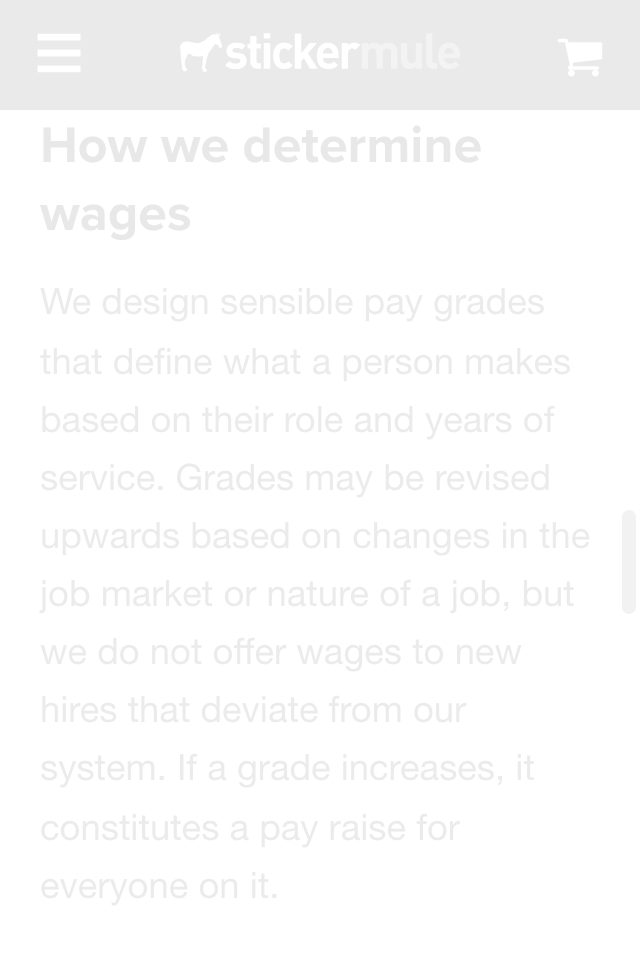 stickermule
How we determine
wages
We design sensible pay grades
that define what a person makes
based on their role and years of
service. Grades may be revised
upwards based on changes in the
job market or nature of a job, but
we do not offer wages to new
hires that deviate from our
system. If a grade increases, it
constitutes a pay raise for
everyone on it.